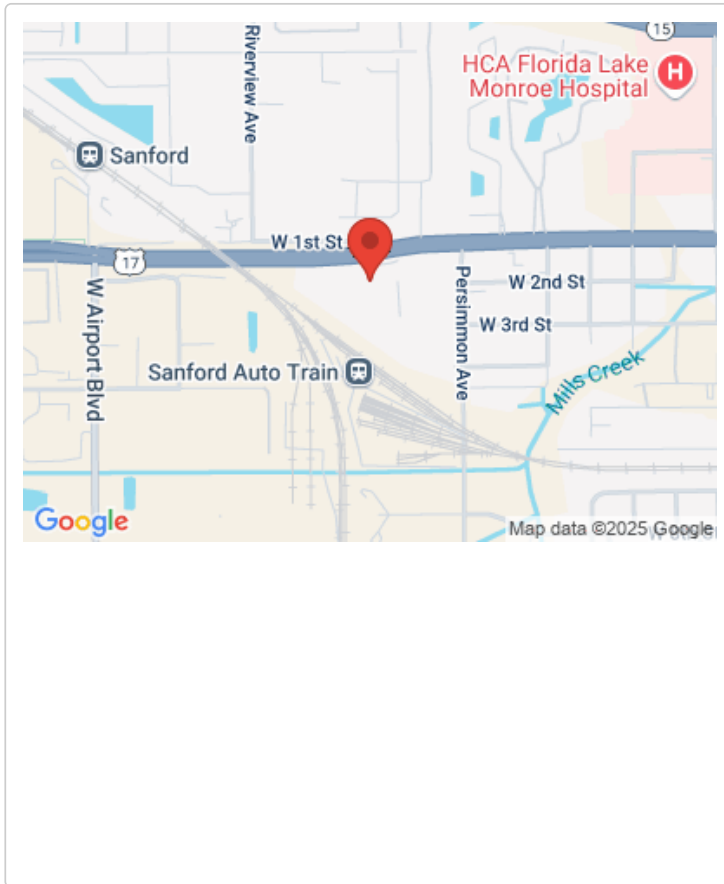 15
HCA Florida Lake
Monroe Hospital
H
Riverview Ave
Sanford
W 1st St
17
W Airport Blvd
Persimmon Ave
W 2nd St
W 3rd St
Sanford Auto Train
Mills Creek
Google
Map data ©2025 Google